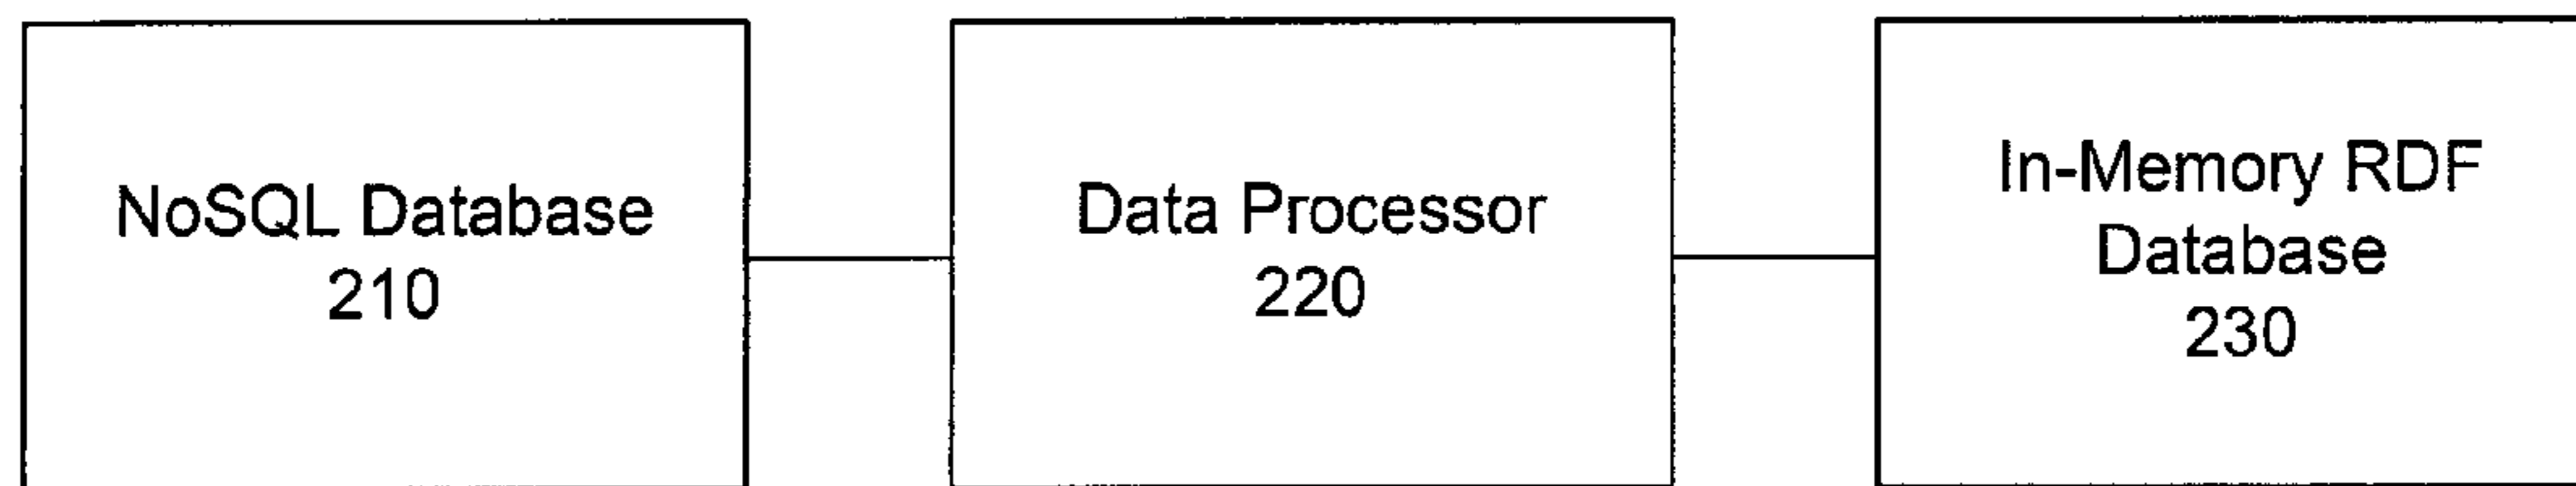 NoSQL Database
210
Data Processor
220
In-Memory RDF
Database
230